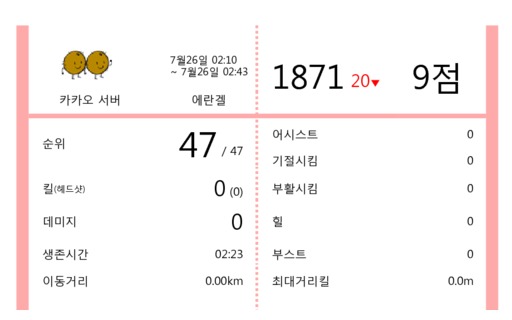 7월26일 02:10
~ 7월26일 02:43
카카오 서버
에란겔
1871 20▼ 9점
순위 47 / 47
킬(헤드샷) 0 (0)
데미지 0
생존시간 02:23
이동거리 0.00km
어시스트 0
기절시킴 0
부활시킴 0
힐 0
부스트 0
최대거리킬 0.0m